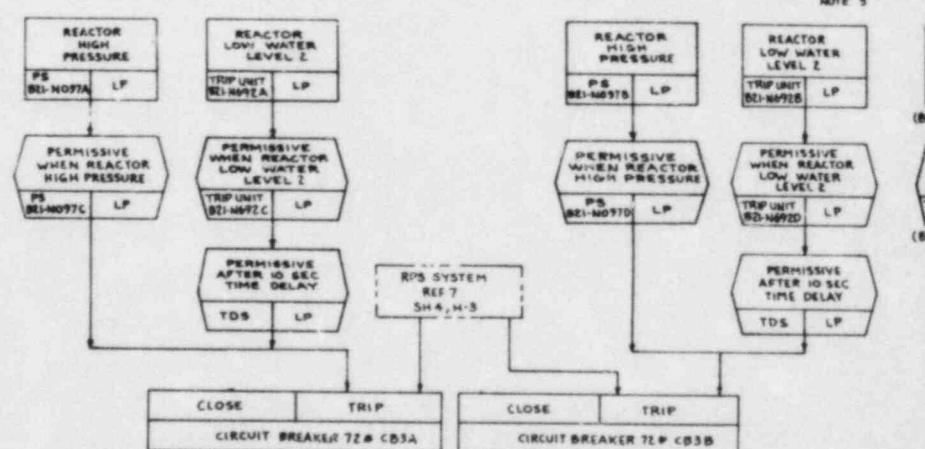 NOTE 5
REACTOR
HIGH
PRESSURE
PS
B21-N097A
LP
REACTOR
LOW WATER
LEVEL 2
TRIP UNIT
B21-N692A
LP
REACTOR
HIGH
PRESSURE
PS
B21-N097B
LP
REACTOR
LOW WATER
LEVEL 2
TRIP UNIT
B21-N692B
LP
(B
PERMISSIVE
WHEN REACTOR
HIGH PRESSURE
PS
B21-N097C
LP
PERMISSIVE
WHEN REACTOR
LOW WATER
LEVEL 2
TRIP UNIT
B21-N692C
LP
PERMISSIVE
WHEN REACTOR
HIGH PRESSURE
PS
B21-N097D
LP
PERMISSIVE
WHEN REACTOR
LOW WATER
LEVEL 2
TRIP UNIT
B21-N692D
LP
(B
PERMISSIVE
AFTER 10 SEC
TIME DELAY
TDS
LP
RPS SYSTEM
REF 7
SH 4, H-3
PERMISSIVE
AFTER 10 SEC
TIME DELAY
TDS
LP
CLOSE
TRIP
CIRCUIT BREAKER 72# CB3A
CLOSE
TRIP
CIRCUIT BREAKER 72# CB3B